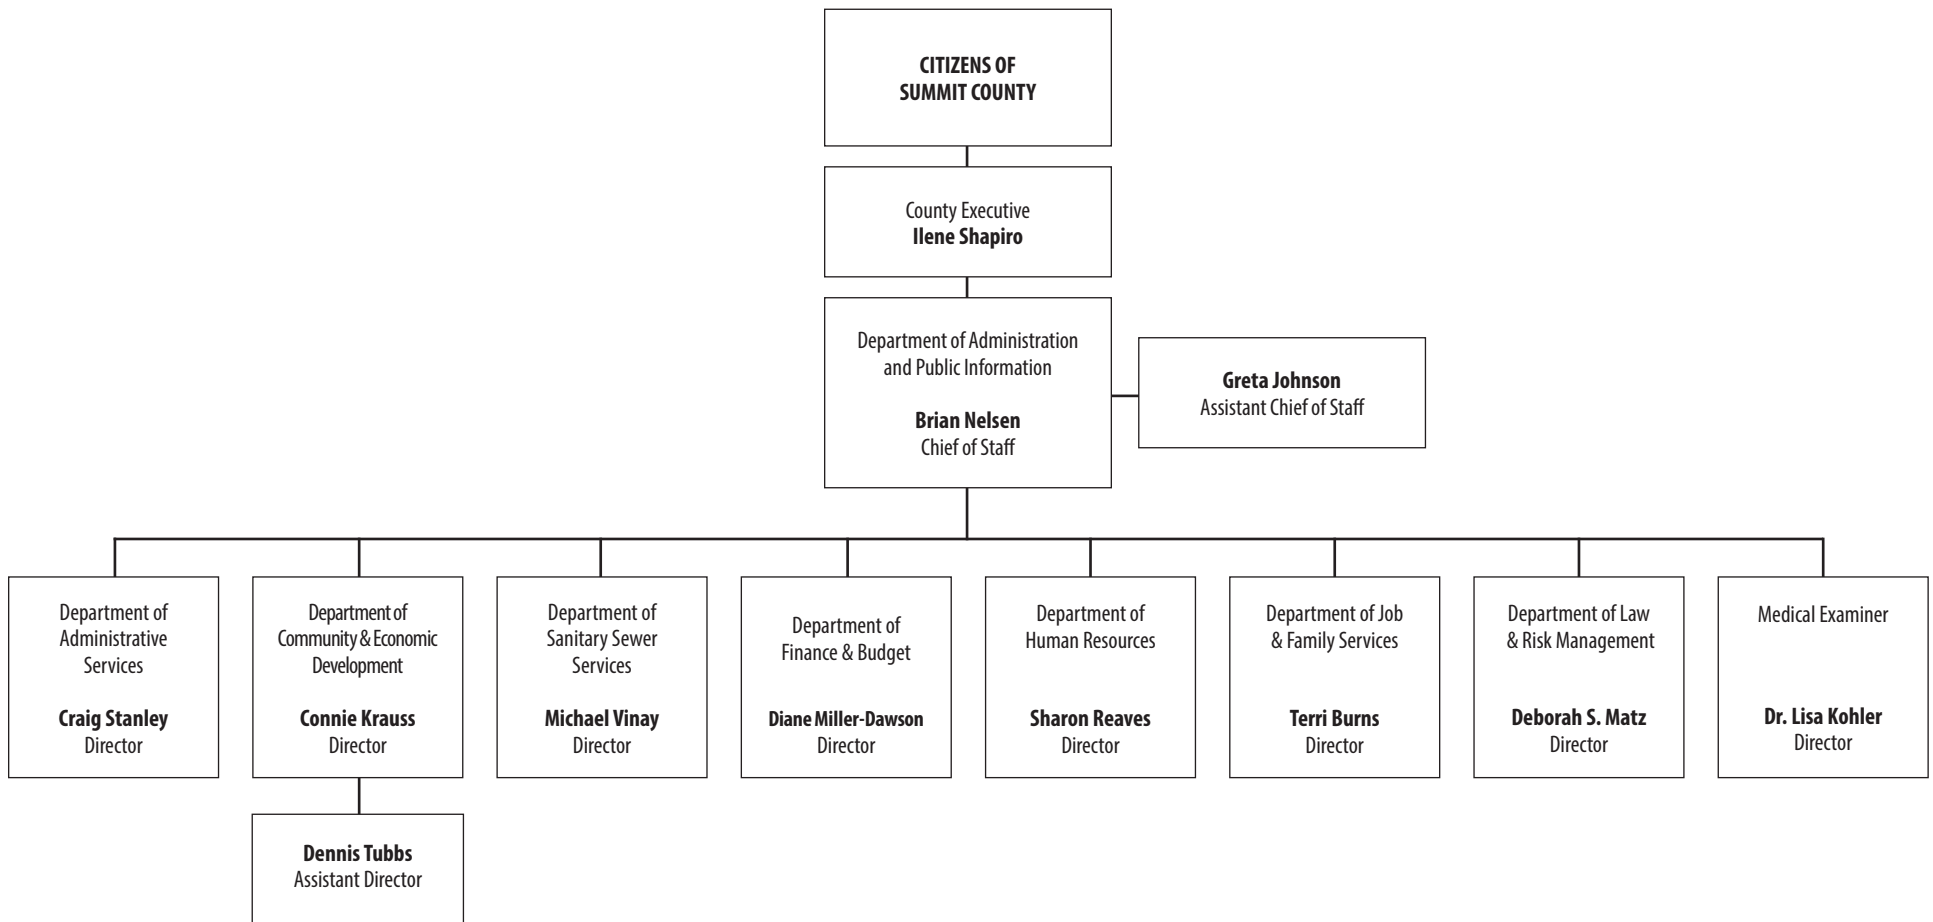 CITIZENS OF
SUMMIT COUNTY
County Executive
Ilene Shapiro
Department of Administration
and Public Information
Brian Nelsen
Chief of Staff
Greta Johnson
Assistant Chief of Staff
Department of
Administrative
Services
Craig Stanley
Director
Department of
Community & Economic
Development
Connie Krauss
Director
Department of
Sanitary Sewer
Services
Michael Vinay
Director
Department of
Finance & Budget
Diane Miller-Dawson
Director
Department of
Human Resources
Sharon Reaves
Director
Department of Job
& Family Services
Terri Burns
Director
Department of Law
& Risk Management
Deborah S. Matz
Director
Medical Examiner
Dr. Lisa Kohler
Director
Dennis Tubbs
Assistant Director